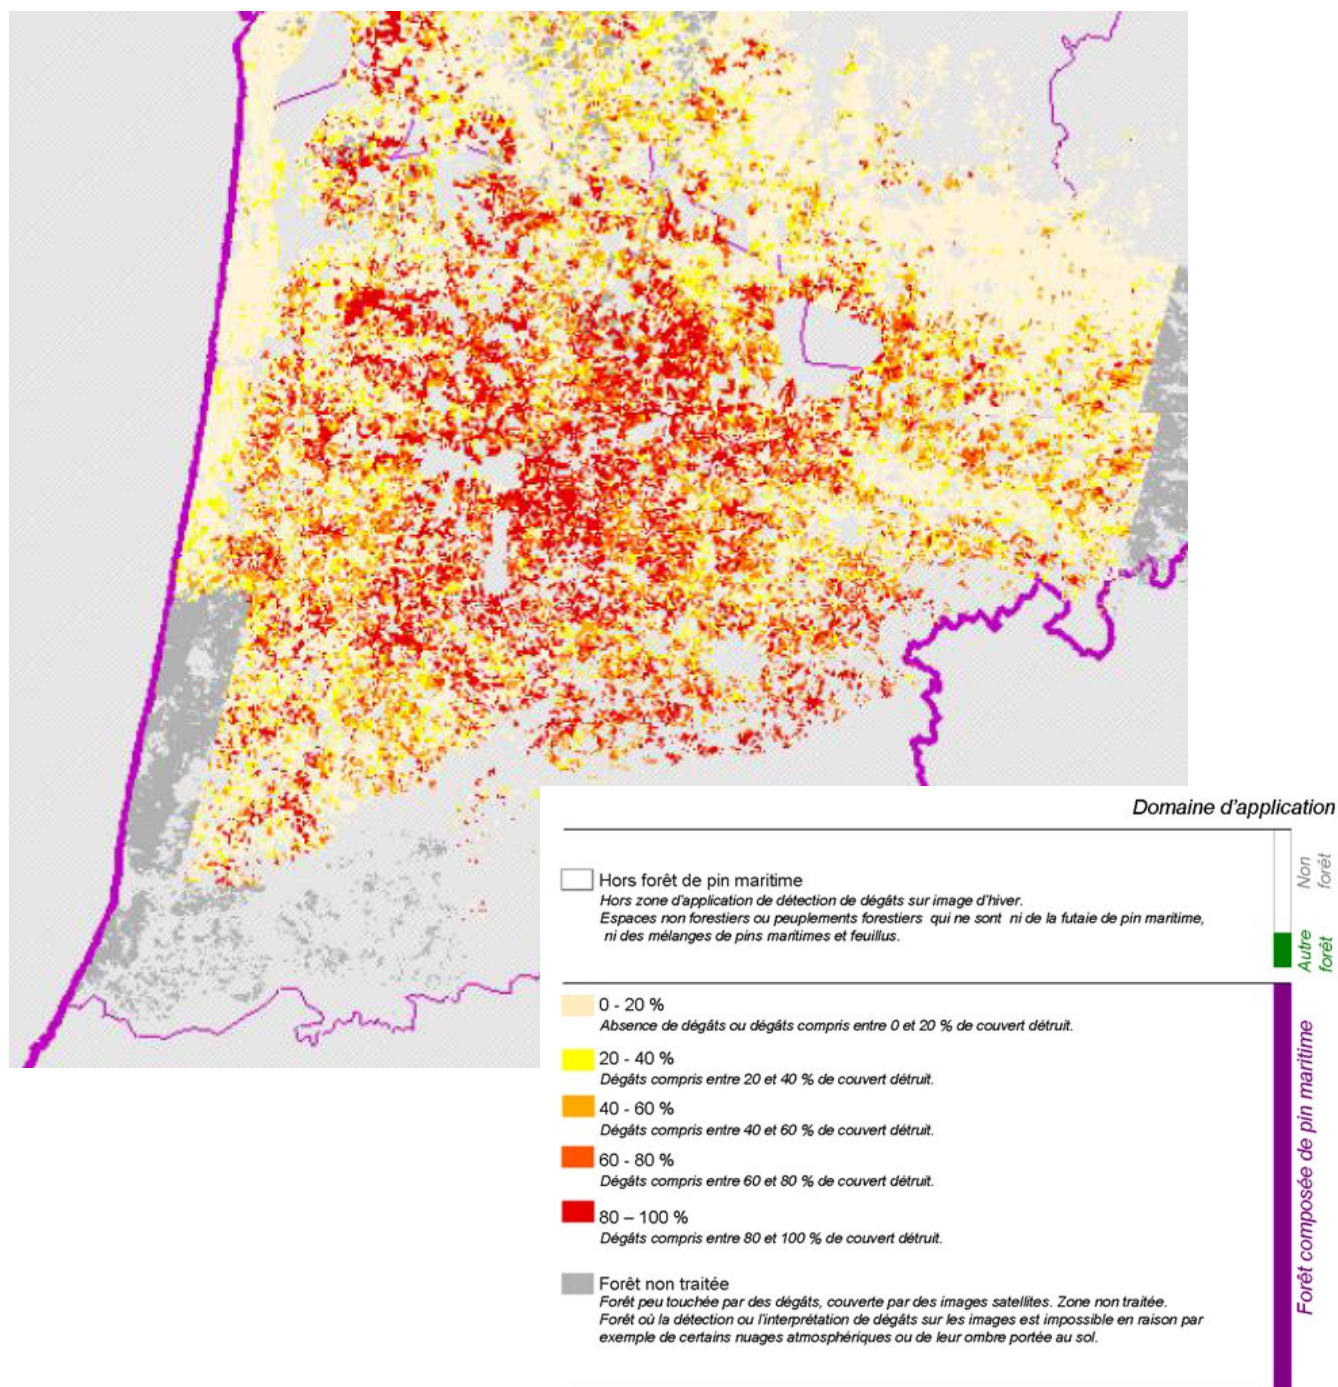 Domaine d'application
Hors forêt de pin maritime
Hors zone d'application de détection de dégâts sur image d'hiver.
Espaces non forestiers ou peuplements forestiers qui ne sont ni de la futaie de pin maritime,
ni des mélanges de pins maritimes et feuillus.
Non
forêt
Autre
forêt
0 - 20 %
Absence de dégâts ou dégâts compris entre 0 et 20 % de couvert détruit.
20 - 40 %
Dégâts compris entre 20 et 40 % de couvert détruit.
40 - 60 %
Dégâts compris entre 40 et 60 % de couvert détruit.
60 - 80 %
Dégâts compris entre 60 et 80 % de couvert détruit.
80 – 100 %
Dégâts compris entre 80 et 100 % de couvert détruit.
Forêt non traitée
Forêt peu touchée par des dégâts, couverte par des images satellites. Zone non traitée.
Forêt où la détection ou l'interprétation de dégâts sur les images est impossible en raison par
exemple de certains nuages atmosphériques ou de leur ombre portée au sol.
Forêt composée de pin maritime